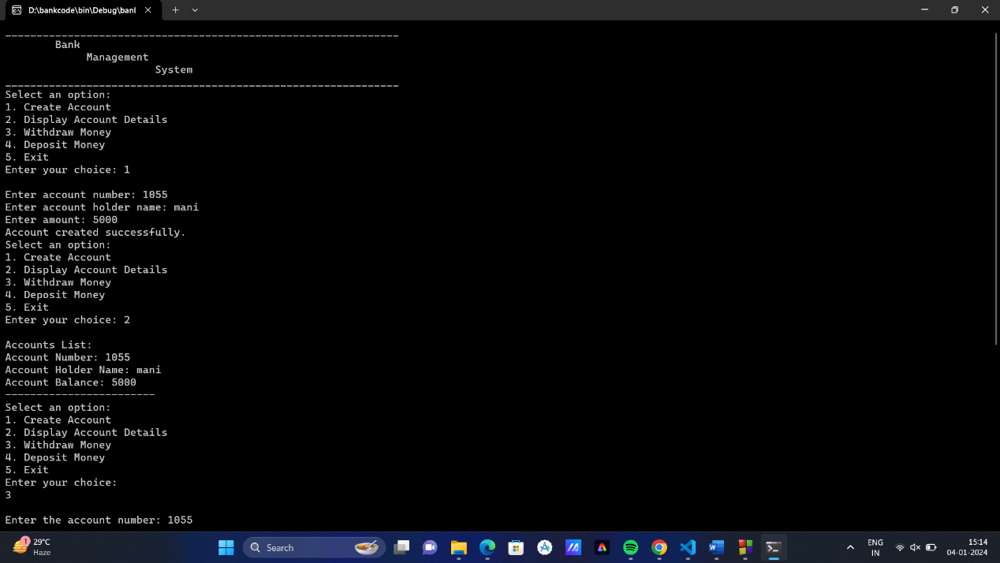 D:\bankcode\bin\Debug\banl
Bank
Management
System
Select an option:
1. Create Account
2. Display Account Details
3. Withdraw Money
4. Deposit Money
5. Exit
Enter your choice: 1
Enter account number: 1055
Enter account holder name: mani
Enter amount: 5000
Account created successfully.
Select an option:
1. Create Account
2. Display Account Details
3. Withdraw Money
4. Deposit Money
5. Exit
Enter your choice: 2
Accounts List:
Account Number: 1055
Account Holder Name: mani
Account Balance: 5000
------------------------
Select an option:
1. Create Account
2. Display Account Details
3. Withdraw Money
4. Deposit Money
5. Exit
Enter your choice:
3
Enter the account number: 1055
1
29°C
Haze
Search
ENG
IN
15:14
04-01-2024